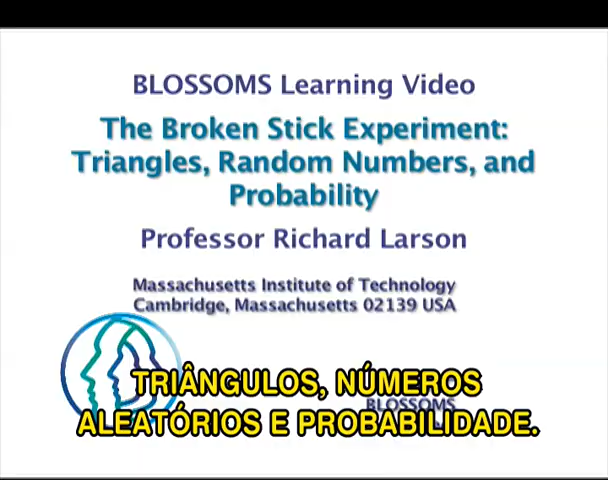 BLOSSOMS Learning Video
The Broken Stick Experiment:
Triangles, Random Numbers, and
Probability
Professor Richard Larson
Massachusetts Institute of Technology
Cambridge, Massachusetts 02139 USA
TRIÂNGULOS, NÚMEROS
BLOSSOMS
ALEATÓRIOS E PROBABILIDADE.